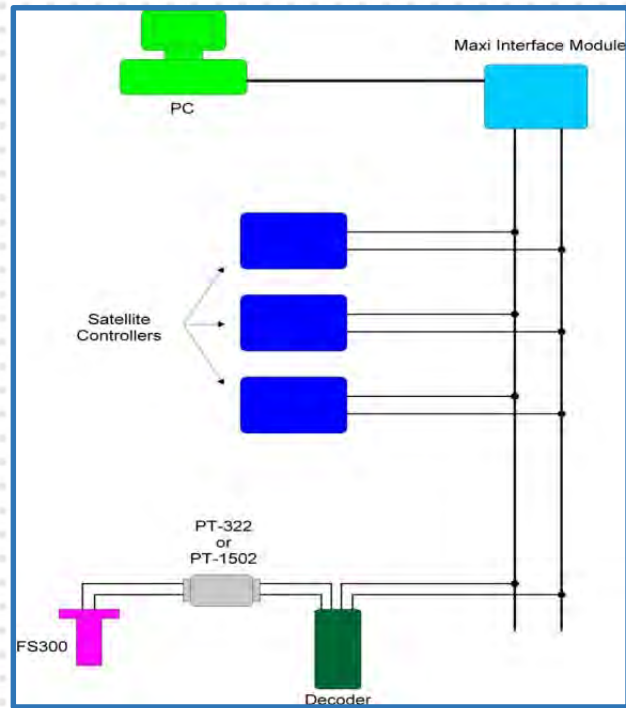 Maxi Interface Module
PC
Satellite
Controllers
PT-322
or
PT-1502
FS300
Decoder